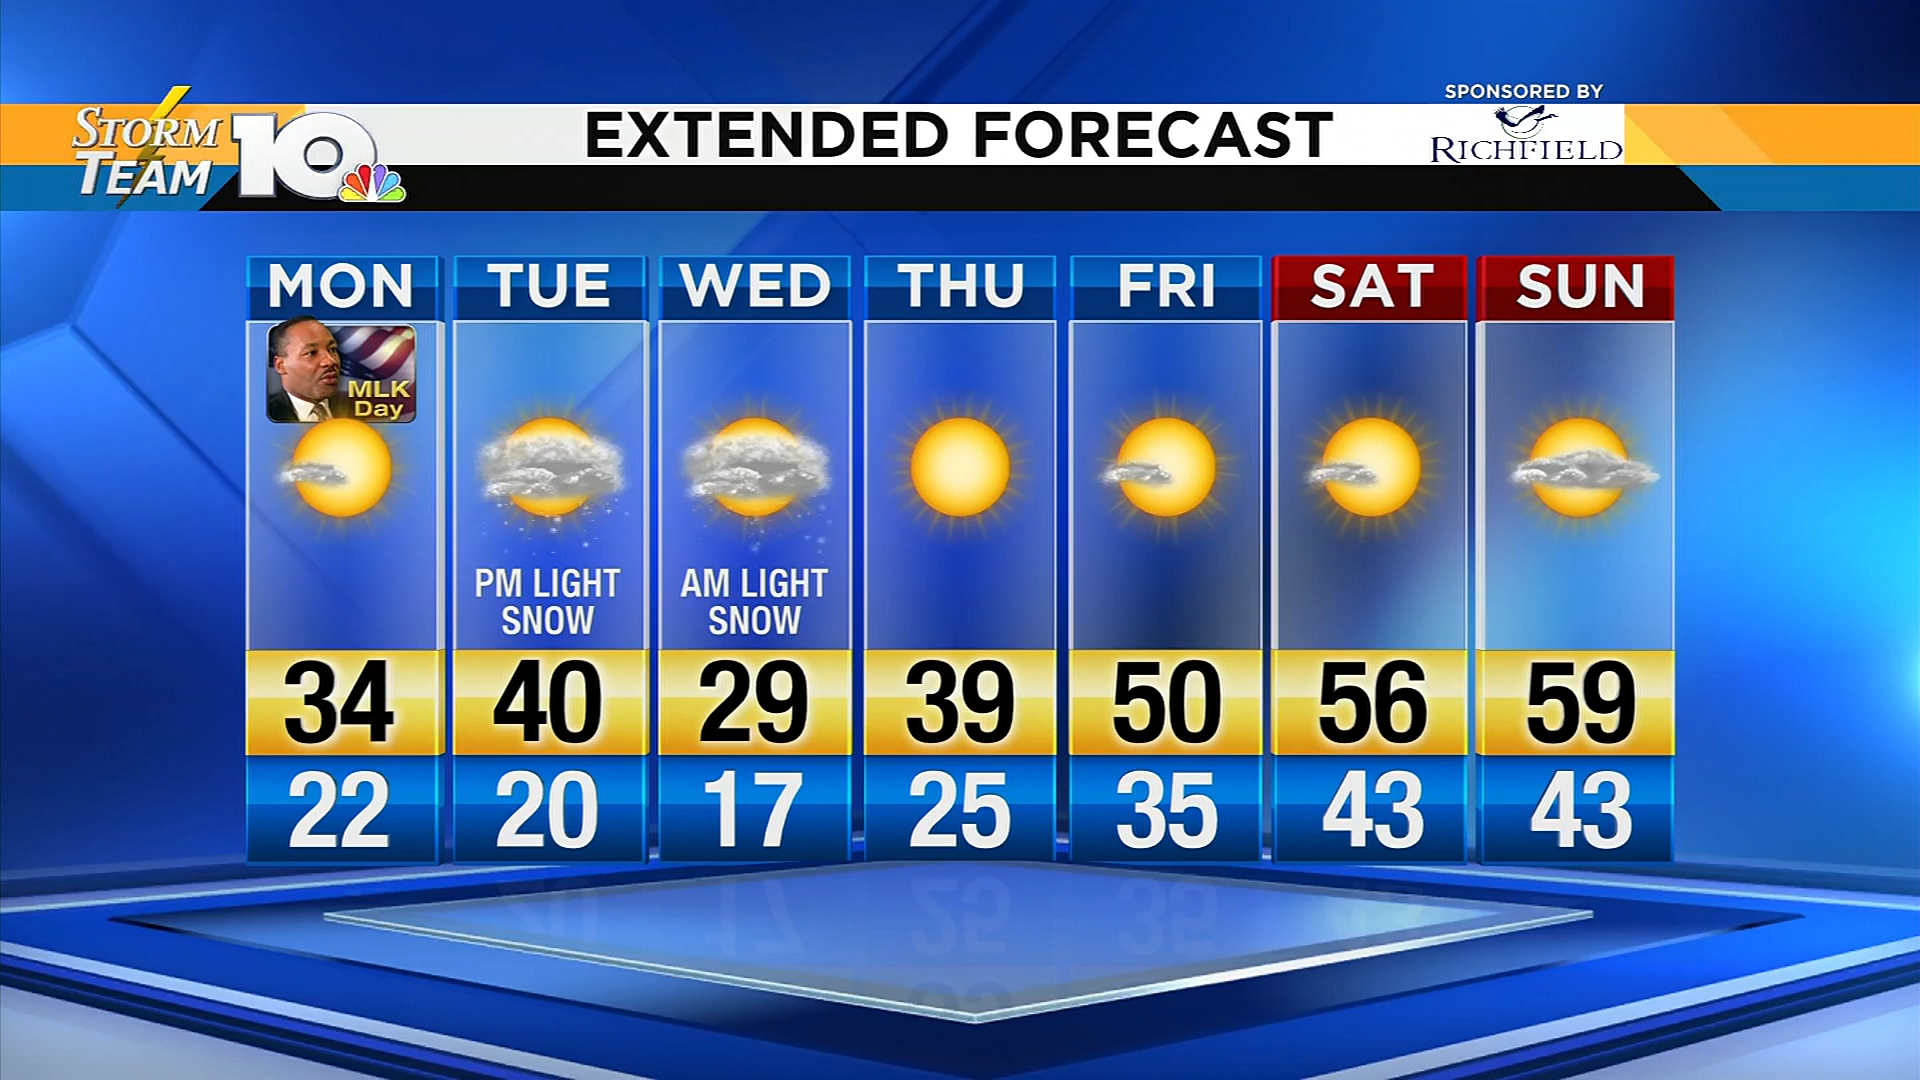 SPONSORED BY
STORM TEAM 10
EXTENDED FORECAST
RICHFIELD
MON TUE WED THU FRI SAT SUN
MLK
Day
PM LIGHT
SNOW
AM LIGHT
SNOW
34 40 29 39 50 56 59
22 20 17 25 35 43 43